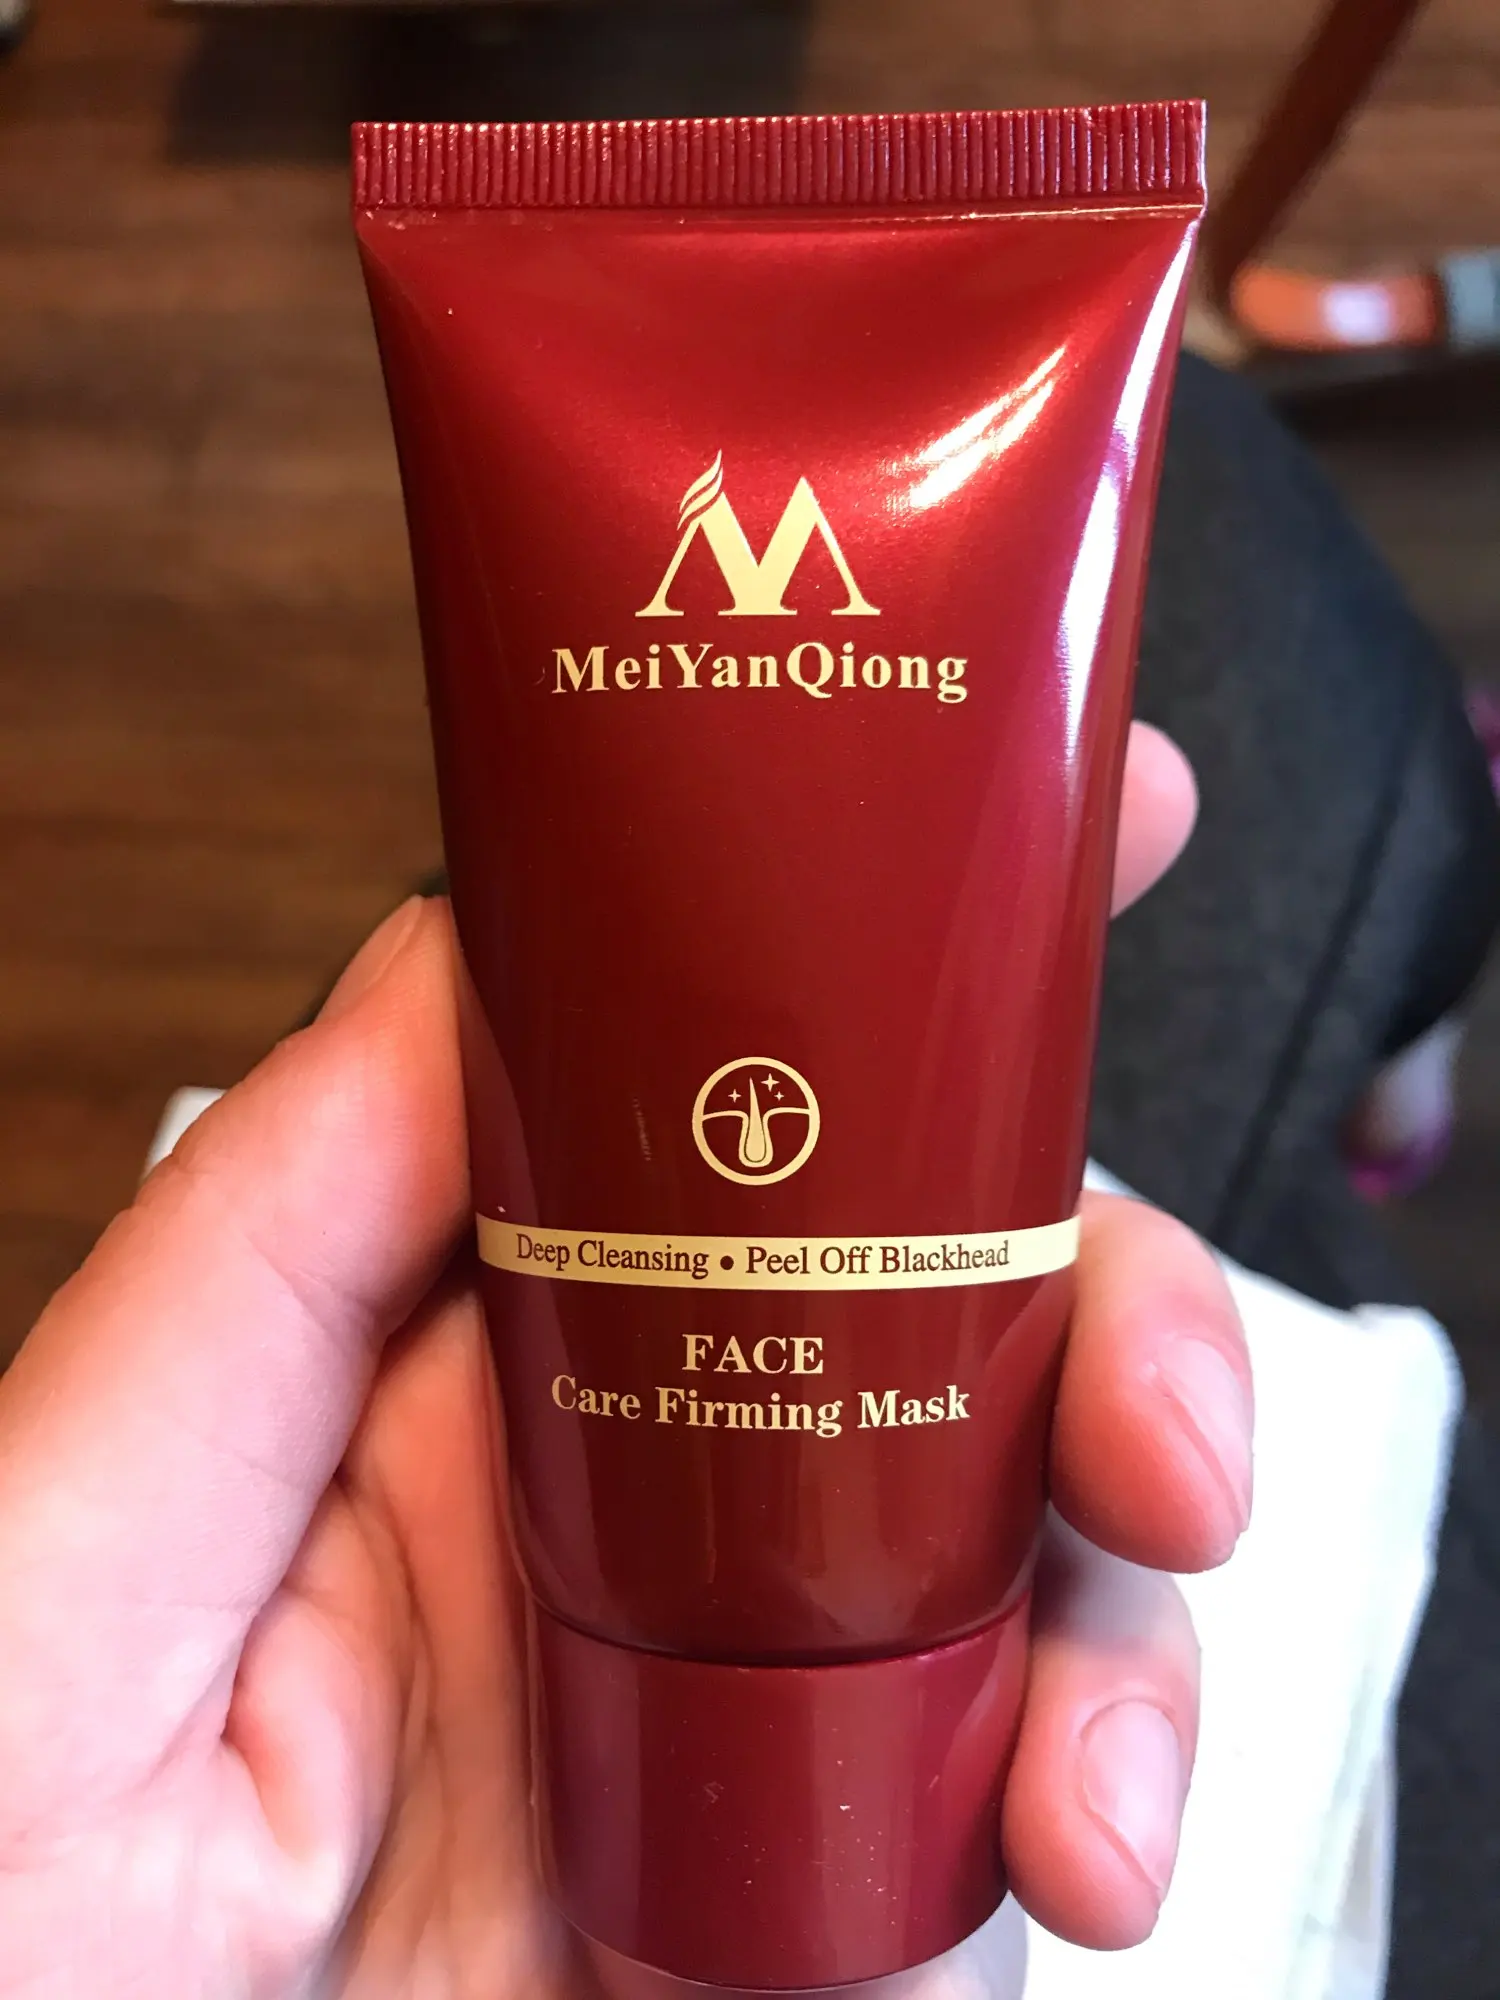 MeiYanQiong
Deep Cleansing • Peel Off Blackhead
FACE
Care Firming Mask